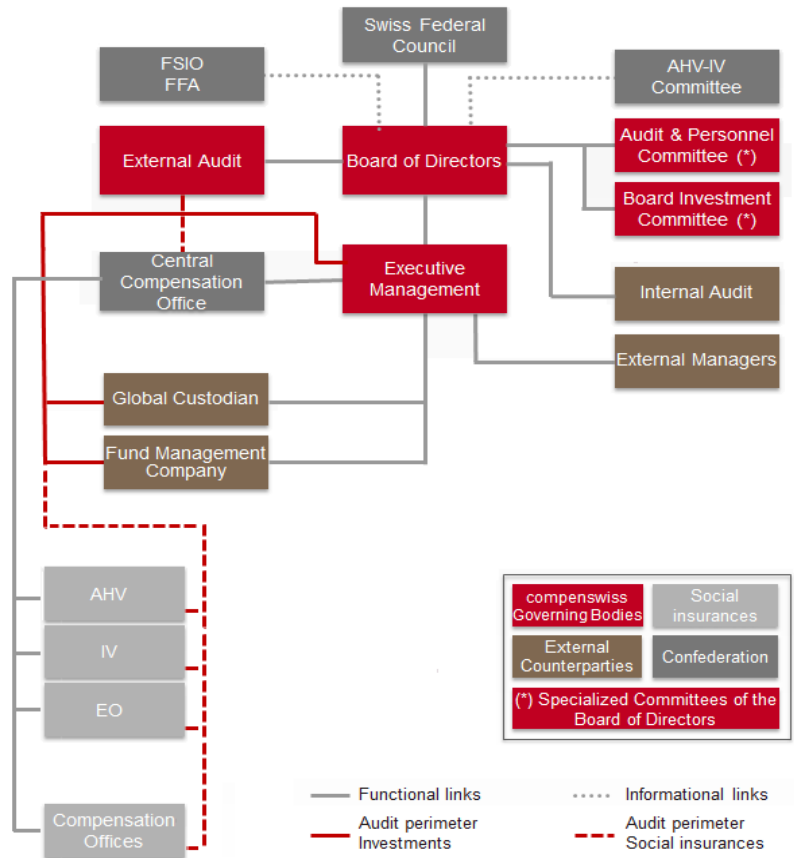 Swiss Federal
Council
FSIO
FFA
AHV-IV
Committee
External Audit
Board of Directors
Audit & Personnel
Committee (*)
Board Investment
Committee (*)
Central
Compensation
Office
Executive
Management
Internal Audit
External Managers
Global Custodian
Fund Management
Company
AHV
IV
EO
Compensation
Offices
compenswiss
Governing Bodies
Social
insurances
External
Counterparties
Confederation
(*) Specialized Committees of the
Board of Directors
Functional links
Informational links
Audit perimeter
Investments
Audit perimeter
Social insurances